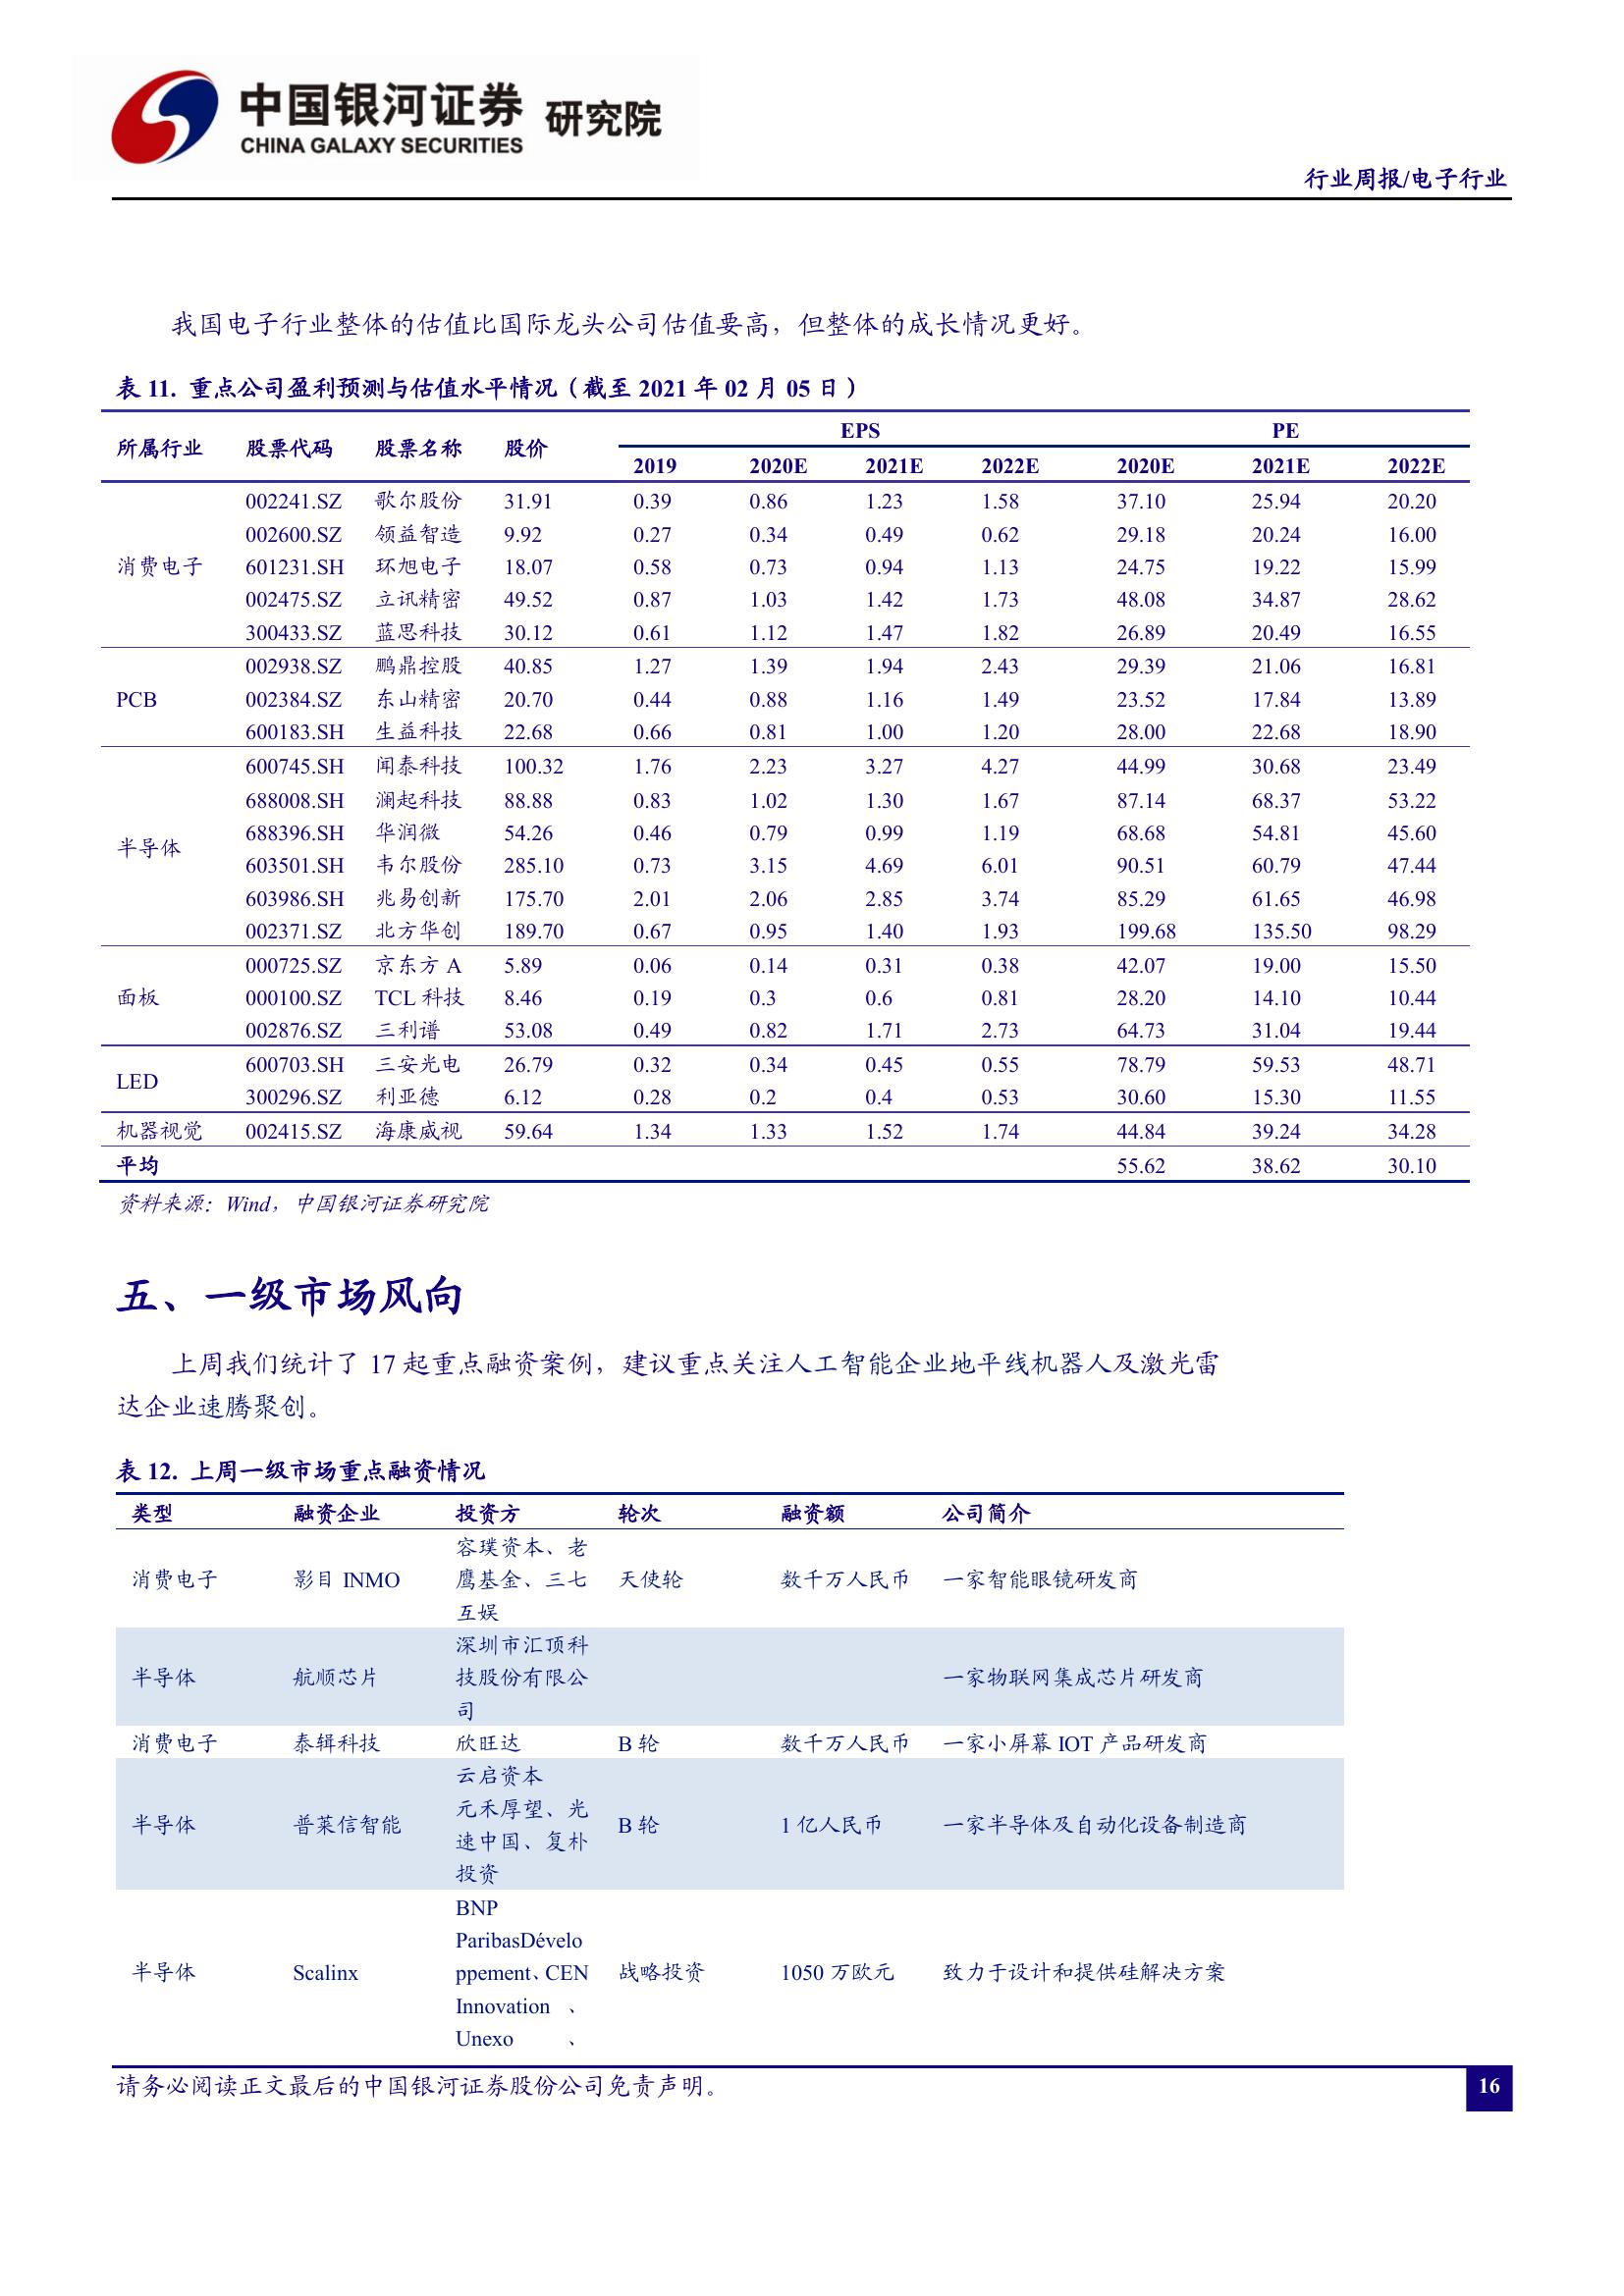 中国银河证券 研究院
CHINA GALAXY SECURITIES
行业周报/电子行业
我国电子行业整体的估值比国际龙头公司估值要高，但整体的成长情况更好。
表 11. 重点公司盈利预测与估值水平情况（截至 2021 年 02 月 05 日）
所属行业 股票代码 股票名称 股价 EPS PE
2019 2020E 2021E 2022E 2020E 2021E 2022E
002241.SZ 歌尔股份 31.91 0.39 0.86 1.23 1.58 37.10 25.94 20.20
002600.SZ 领益智造 9.92 0.27 0.34 0.49 0.62 29.18 20.24 16.00
消费电子 601231.SH 环旭电子 18.07 0.58 0.73 0.94 1.13 24.75 19.22 15.99
002475.SZ 立讯精密 49.52 0.87 1.03 1.42 1.73 48.08 34.87 28.62
300433.SZ 蓝思科技 30.12 0.61 1.12 1.47 1.82 26.89 20.49 16.55
002938.SZ 鹏鼎控股 40.85 1.27 1.39 1.94 2.43 29.39 21.06 16.81
PCB 002384.SZ 东山精密 20.70 0.44 0.88 1.16 1.49 23.52 17.84 13.89
600183.SH 生益科技 22.68 0.66 0.81 1.00 1.20 28.00 22.68 18.90
600745.SH 闻泰科技 100.32 1.76 2.23 3.27 4.27 44.99 30.68 23.49
688008.SH 澜起科技 88.88 0.83 1.02 1.30 1.67 87.14 68.37 53.22
半导体 688396.SH 华润微 54.26 0.46 0.79 0.99 1.19 68.68 54.81 45.60
603501.SH 韦尔股份 285.10 0.73 3.15 4.69 6.01 90.51 60.79 47.44
603986.SH 兆易创新 175.70 2.01 2.06 2.85 3.74 85.29 61.65 46.98
002371.SZ 北方华创 189.70 0.67 0.95 1.40 1.93 199.68 135.50 98.29
000725.SZ 京东方 A 5.89 0.06 0.14 0.31 0.38 42.07 19.00 15.50
面板 000100.SZ TCL 科技 8.46 0.19 0.3 0.6 0.81 28.20 14.10 10.44
002876.SZ 三利谱 53.08 0.49 0.82 1.71 2.73 64.73 31.04 19.44
LED 600703.SH 三安光电 26.79 0.32 0.34 0.45 0.55 78.79 59.53 48.71
300296.SZ 利亚德 6.12 0.28 0.2 0.4 0.53 30.60 15.30 11.55
机器视觉 002415.SZ 海康威视 59.64 1.34 1.33 1.52 1.74 44.84 39.24 34.28
平均 55.62 38.62 30.10
资料来源：Wind，中国银河证券研究院
五、一级市场风向
上周我们统计了 17 起重点融资案例，建议重点关注人工智能企业地平线机器人及激光雷
达企业速腾聚创。
表 12. 上周一级市场重点融资情况
类型 融资企业 投资方 轮次 融资额 公司简介
容璞资本、老
消费电子 影目 INMO 鹰基金、三七 天使轮 数千万人民币 一家智能眼镜研发商
互娱
深圳市汇顶科
半导体 航顺芯片 技股份有限公 一家物联网集成芯片研发商
司
消费电子 泰辑科技 欣旺达 B 轮 数千万人民币 一家小屏幕 IOT 产品研发商
云启资本
元禾厚望、光
半导体 普莱信智能 速中国、复朴 B 轮 1 亿人民币 一家半导体及自动化设备制造商
投资
BNP
ParibasDévelo
半导体 Scalinx ppement、CEN 战略投资 1050 万欧元 致力于设计和提供硅解决方案
Innovation 、
Unexo 、
请务必阅读正文最后的中国银河证券股份公司免责声明。 16